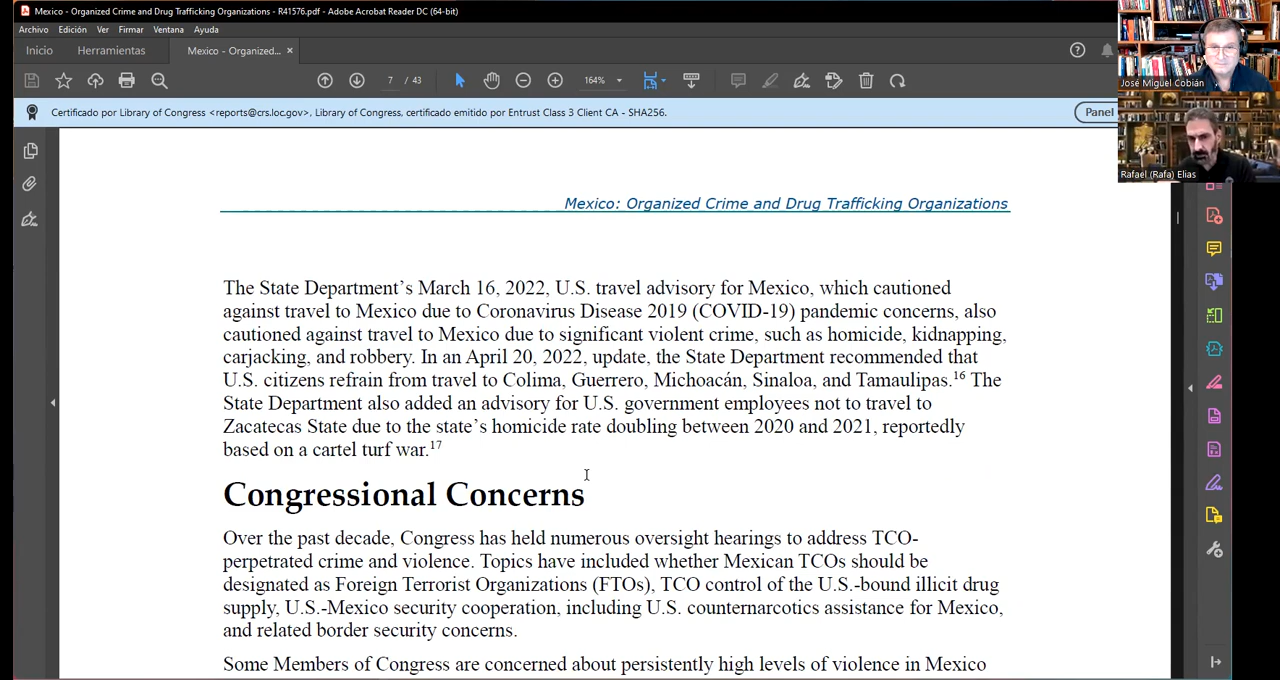 Mexico - Organized Crime and Drug Trafficking Organizations - R41576.pdf - Adobe Acrobat Reader DC (64-bit)
Archivo Edición Ver Firmar Ventana Ayuda
Inicio Herramientas Mexico - Organized... ×
7 / 43 164%
José Miguel Cobián
Certificado por Library of Congress <reports@crs.loc.gov>, Library of Congress, certificado emitido por Entrust Class 3 Client CA - SHA256.
Panel
Rafael (Rafa) Elias
Mexico: Organized Crime and Drug Trafficking Organizations
The State Department's March 16, 2022, U.S. travel advisory for Mexico, which cautioned
against travel to Mexico due to Coronavirus Disease 2019 (COVID-19) pandemic concerns, also
cautioned against travel to Mexico due to significant violent crime, such as homicide, kidnapping,
carjacking, and robbery. In an April 20, 2022, update, the State Department recommended that
U.S. citizens refrain from travel to Colima, Guerrero, Michoacán, Sinaloa, and Tamaulipas.16 The
State Department also added an advisory for U.S. government employees not to travel to
Zacatecas State due to the state's homicide rate doubling between 2020 and 2021, reportedly
based on a cartel turf war.17
Congressional Concerns
Over the past decade, Congress has held numerous oversight hearings to address TCO-
perpetrated crime and violence. Topics have included whether Mexican TCOs should be
designated as Foreign Terrorist Organizations (FTOs), TCO control of the U.S.-bound illicit drug
supply, U.S.-Mexico security cooperation, including U.S. counternarcotics assistance for Mexico,
and related border security concerns.
Some Members of Congress are concerned about persistently high levels of violence in Mexico